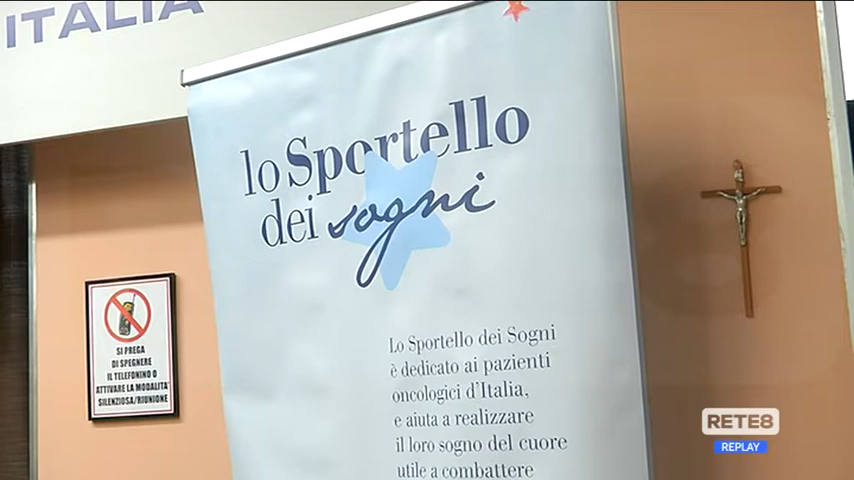 ITALIA
lo Sportello
dei sogni
Lo Sportello dei Sogni
è dedicato ai pazienti
oncologici d'Italia,
e aiuta a realizzare
il loro sogno del cuore
utile a combattere
SI PREGA
DI SPEGNERE
IL TELEFONINO O
ATTIVARE LA MODALITA'
SILENZIOSA/RIUNIONE
RETE8
REPLAY